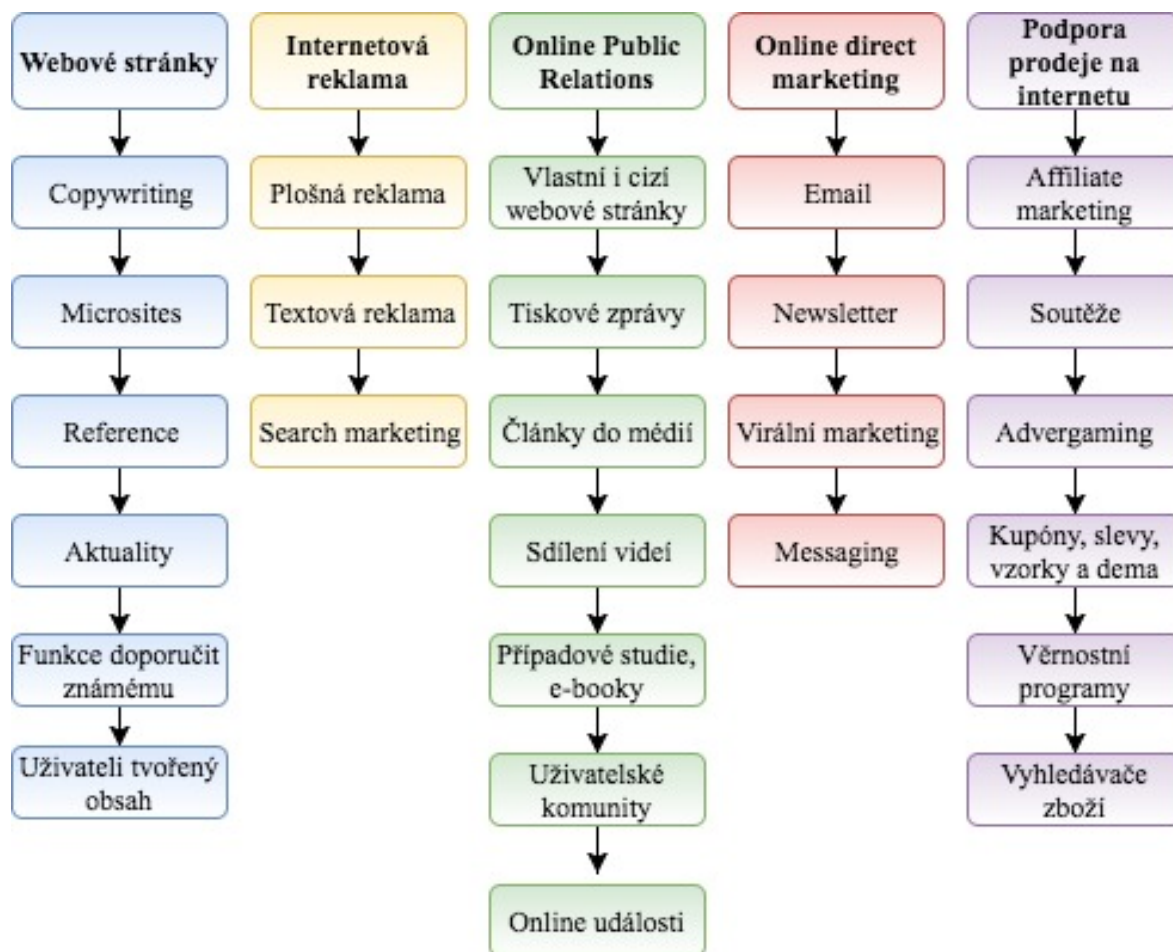 Webové stránky
Copywriting
Microsites
Reference
Aktuality
Funkce doporučit
známému
Uživateli tvořený
obsah
Internetová
reklama
Plošná reklama
Textová reklama
Search marketing
Online Public
Relations
Vlastní i cizí
webové stránky
Tiskové zprávy
Články do médií
Sdílení videí
Případové studie,
e-booky
Uživatelské
komunity
Online události
Online direct
marketing
Email
Newsletter
Virální marketing
Messaging
Podpora
prodeje na
internetu
Affiliate
marketing
Soutěže
Advergaming
Kupóny, slevy,
vzorky a dema
Věrnostní
programy
Vyhledávače
zboží